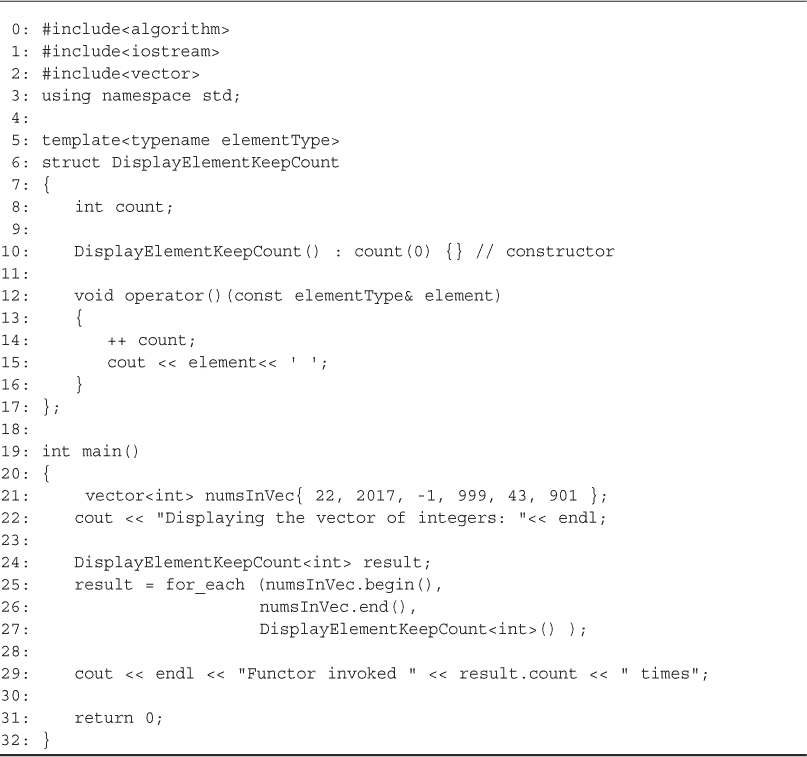 0: #include<algorithm>
1: #include<iostream>
2: #include<vector>
3: using namespace std;
4:
5: template<typename elementType>
6: struct DisplayElementKeepCount
7: {
8:    int count;
9:
10:    DisplayElementKeepCount() : count(0) {} // constructor
11:
12:    void operator()(const elementType& element)
13:    {
14:       ++ count;
15:       cout << element<< ' ';
16:    }
17: };
18:
19: int main()
20: {
21:     vector<int> numsInVec{ 22, 2017, -1, 999, 43, 901 };
22:    cout << "Displaying the vector of integers: "<< endl;
23:
24:    DisplayElementKeepCount<int> result;
25:    result = for_each (numsInVec.begin(),
26:                       numsInVec.end(),
27:                       DisplayElementKeepCount<int>() );
28:
29:    cout << endl << "Functor invoked " << result.count << " times";
30:
31:    return 0;
32: }